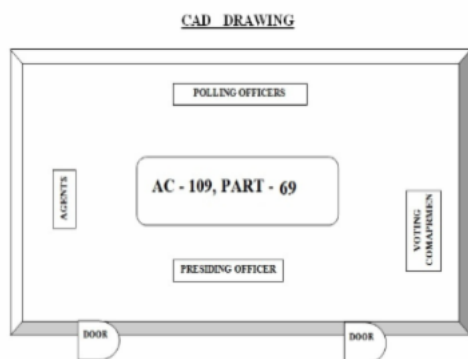 CAD DRAWING
POLLING OFFICERS
AGENTS
AC - 109, PART - 69
VOTING
COMAPRMEN
PRESIDING OFFICER
DOOR
DOOR